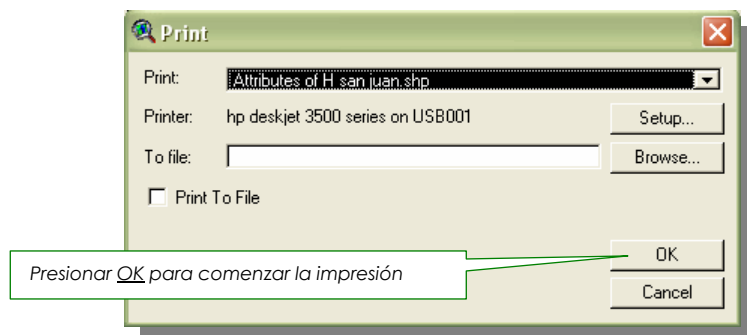 Print
Print: Attributes of H san juan.shp
Printer: hp deskjet 3500 series on USB001 Setup...
To file: Browse...
Print To File
OK
Presionar OK para comenzar la impresión
Cancel